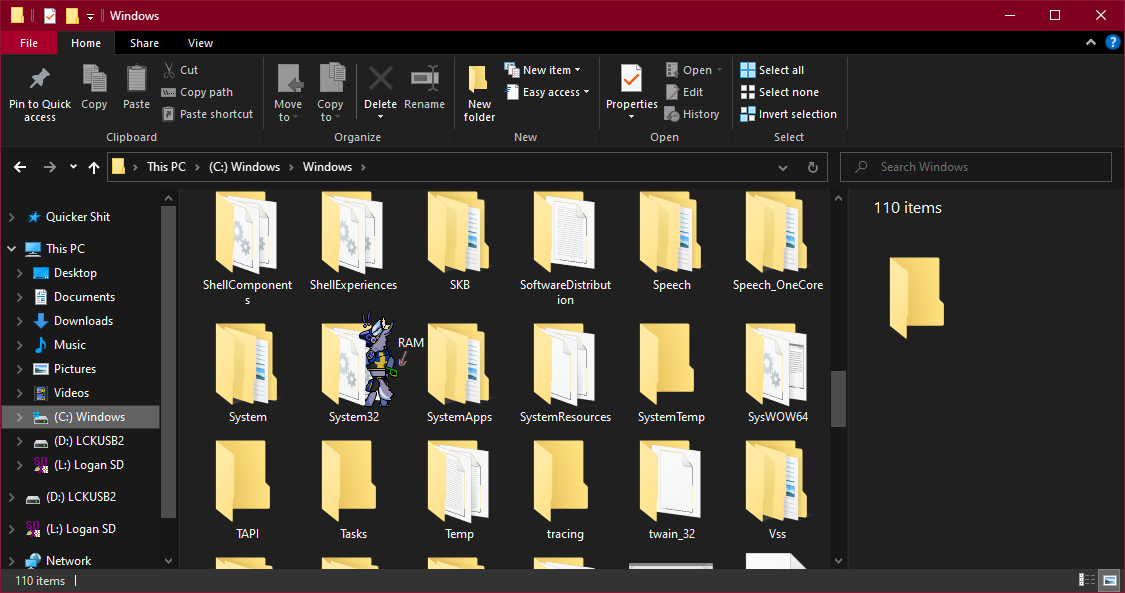 Windows
File Home Share View
Pin to Quick access
Copy
Paste
Cut
Copy path
Paste shortcut
Clipboard
Move to
Copy to
Delete
Rename
Organize
New folder
New item
Easy access
New
Properties
Open
Edit
History
Open
Select all
Select none
Invert selection
Select
This PC (C:) Windows Windows
Search Windows
Quicker Shit
This PC
Desktop
Documents
Downloads
Music
Pictures
Videos
(C:) Windows
(D:) LCKUSB2
(L:) Logan SD
(D:) LCKUSB2
(L:) Logan SD
Network
ShellComponent
s
ShellExperiences
SKB
SoftwareDistribut
ion
Speech
Speech_OneCore
RAM
System
System32
SystemApps
SystemResources
SystemTemp
SysWOW64
TAPI
Tasks
Temp
tracing
twain_32
Vss
110 items
110 items